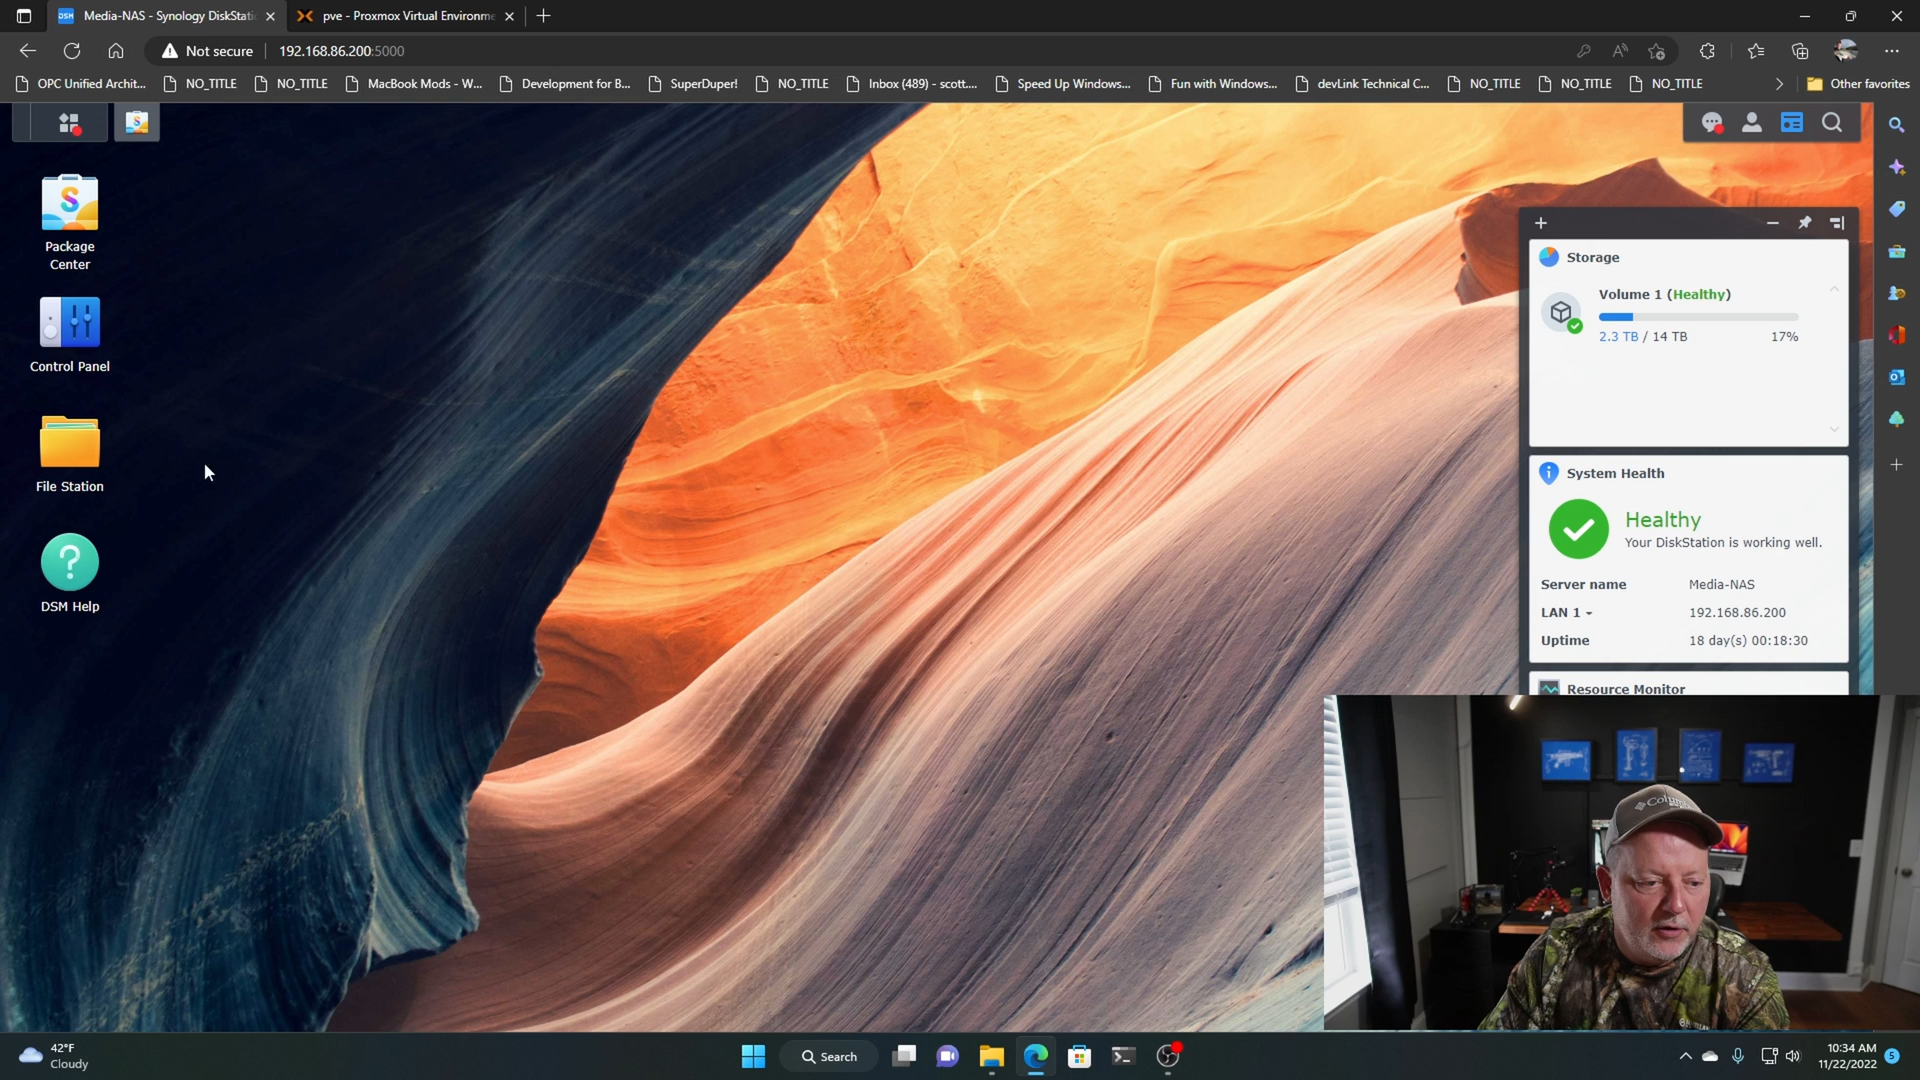 Media-NAS - Synology DiskStati
pve - Proxmox Virtual Environme
Not secure
192.168.86.200:5000
OPC Unified Archit...
NO_TITLE
NO_TITLE
MacBook Mods - W...
Development for B...
SuperDuper!
NO_TITLE
Inbox (489) - scott....
Speed Up Windows...
Fun with Windows...
devLink Technical C...
NO_TITLE
NO_TITLE
NO_TITLE
Other favorites
Package
Center
Control Panel
File Station
DSM Help
Storage
Volume 1 (Healthy)
2.3 TB / 14 TB 17%
System Health
Healthy
Your DiskStation is working well.
Server name Media-NAS
LAN 1 192.168.86.200
Uptime 18 day(s) 00:18:30
Resource Monitor
42°F
Cloudy
Search
10:34 AM
11/22/2022
5